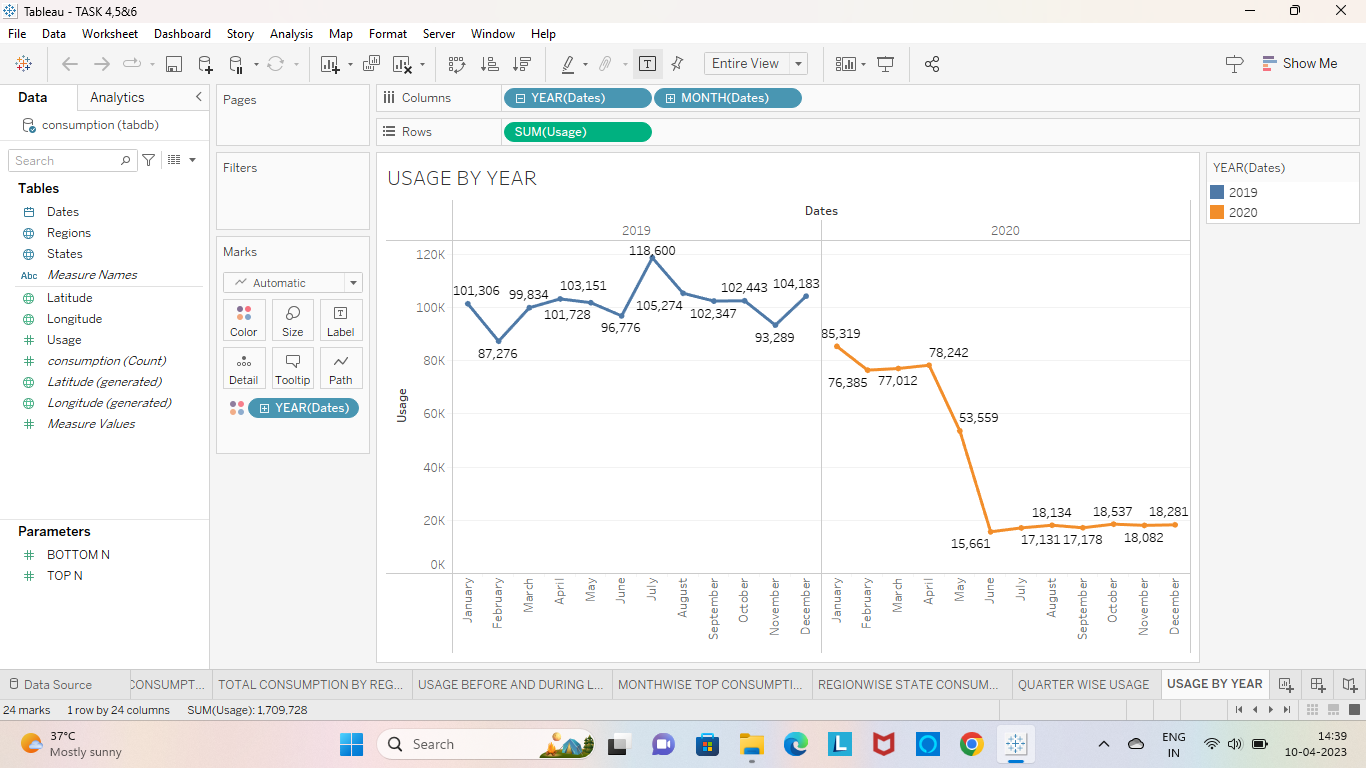 Tableau - TASK 4,5&6
File Data Worksheet Dashboard Story Analysis Map Format Server Window Help
Entire View
Show Me
Data Analytics
consumption (tabdb)
Search
Tables
Dates
Regions
States
Abc Measure Names
Latitude
Longitude
Usage
consumption (Count)
Latitude (generated)
Longitude (generated)
Measure Values
Parameters
BOTTOM N
TOP N
Pages
Filters
Marks
Automatic
Color Size Label
Detail Tooltip Path
YEAR(Dates)
Columns YEAR(Dates) MONTH(Dates)
Rows SUM(Usage)
USAGE BY YEAR
Dates
2019 2020
Usage
120K
100K
80K
60K
40K
20K
0K
101,306
87,276
99,834
103,151
101,728
96,776
118,600
105,274
102,347
102,443
93,289
104,183
85,319
76,385
77,012
78,242
53,559
15,661
17,131
18,134
17,178
18,537
18,082
18,281
January
February
March
April
May
June
July
August
September
October
November
December
January
February
March
April
May
June
July
August
September
October
November
December
YEAR(Dates)
2019
2020
Data Source CONSUMPT... TOTAL CONSUMPTION BY REG... USAGE BEFORE AND DURING L... MONTHWISE TOP CONSUMPTI... REGIONWISE STATE CONSUM... QUARTER WISE USAGE USAGE BY YEAR
24 marks 1 row by 24 columns SUM(Usage): 1,709,728
37°C
Mostly sunny
Search
L
ENG
IN
14:39
10-04-2023